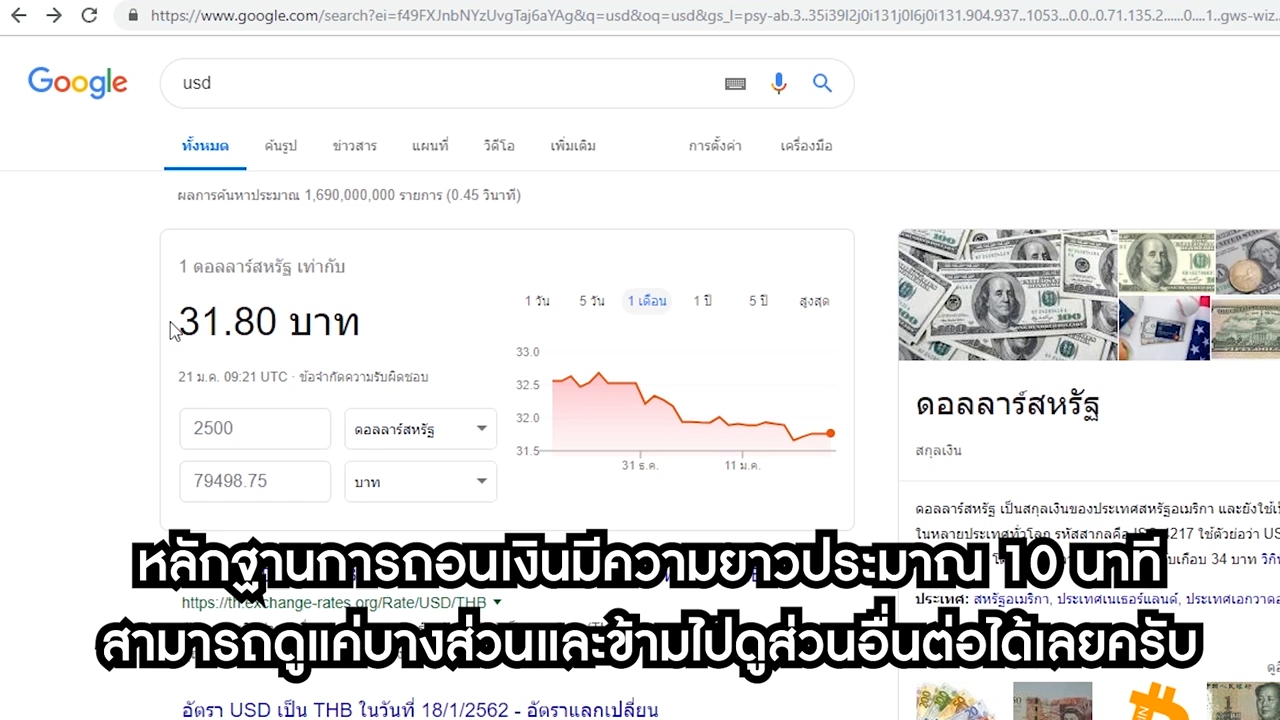 https://www.google.com/search?ei=f49FXJnbNYzUvgTaj6aYAg&q=usd&oq=usd&gs_l=psy-ab.3..35i39l2j0i131j0l6j0i131.904.937..1053...0.0..0.71.135.2......0....1..gws-wiz..
Google
usd
ทั้งหมด ค้นรูป ข่าวสาร แผนที่ วิดีโอ เพิ่มเติม การตั้งค่า เครื่องมือ
ผลการค้นหาประมาณ 1,690,000,000 รายการ (0.45 วินาที)
1 ดอลลาร์สหรัฐ เท่ากับ
31.80 บาท
21 ม.ค. 09:21 UTC · ข้อจำกัดความรับผิดชอบ
2500 ดอลลาร์สหรัฐ
79498.75 บาท
1 วัน 5 วัน 1 เดือน 1 ปี 5 ปี สูงสุด
33.0
32.5
32.0
31.5
31 ธ.ค. 11 ม.ค.
ดอลลาร์สหรัฐ
สกุลเงิน
ดอลลาร์สหรัฐ เป็นสกุลเงินของประเทศสหรัฐอเมริกา และยังใช้เป็
ในหลายประเทศทั่วโลก รหัสสากลคือ 4217 ใช้ตัวย่อว่า US
เกือบ 34 บาท วิกิ
ประเทศ: สหรัฐอเมริกา, ประเทศเนเธอร์แลนด์, ประเทศเอกวาดอ
หลักฐานการถอนเงินมีความยาวประมาณ 10 นาที
https://th.exchange-rates.org/Rate/USD/THB
สามารถดูแค่บางส่วนและข้ามไปดูส่วนอื่นต่อได้เลยครับ
อัตรา USD เป็น THB ในวันที่ 18/1/2562 - อัตราแลกเปลี่ยน